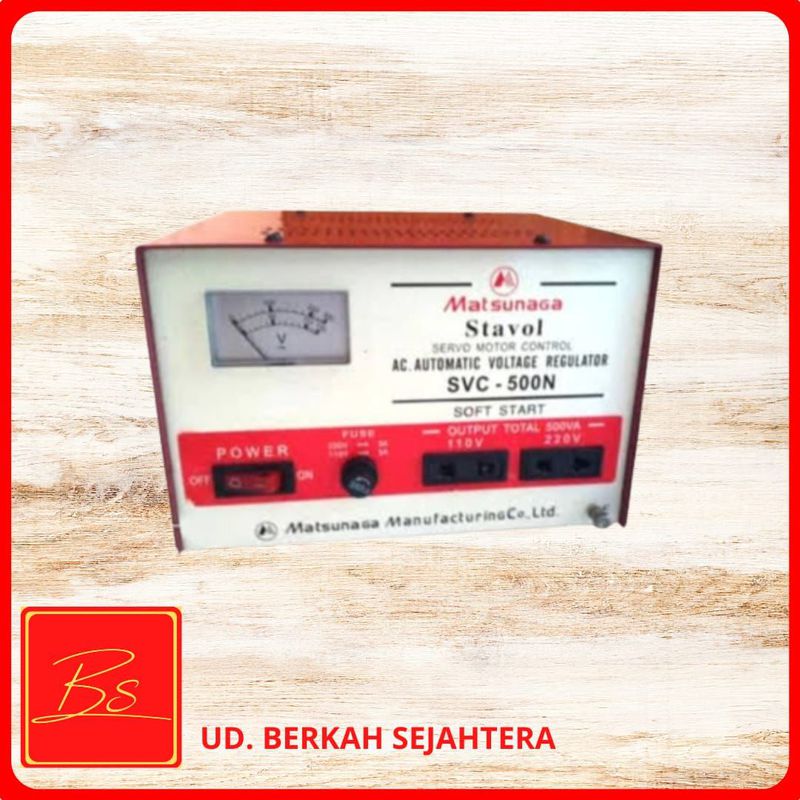 Matsunaga
Stavol
SERVO MOTOR CONTROL
AC. AUTOMATIC VOLTAGE REGULATOR
SVC - 500N
SOFT START
V
POWER
OFF
ON
FUSE
OUTPUT TOTAL 500VA
110V 220V
Matsunaga Manufacturing Co., Ltd.
Bs
UD. BERKAH SEJAHTERA